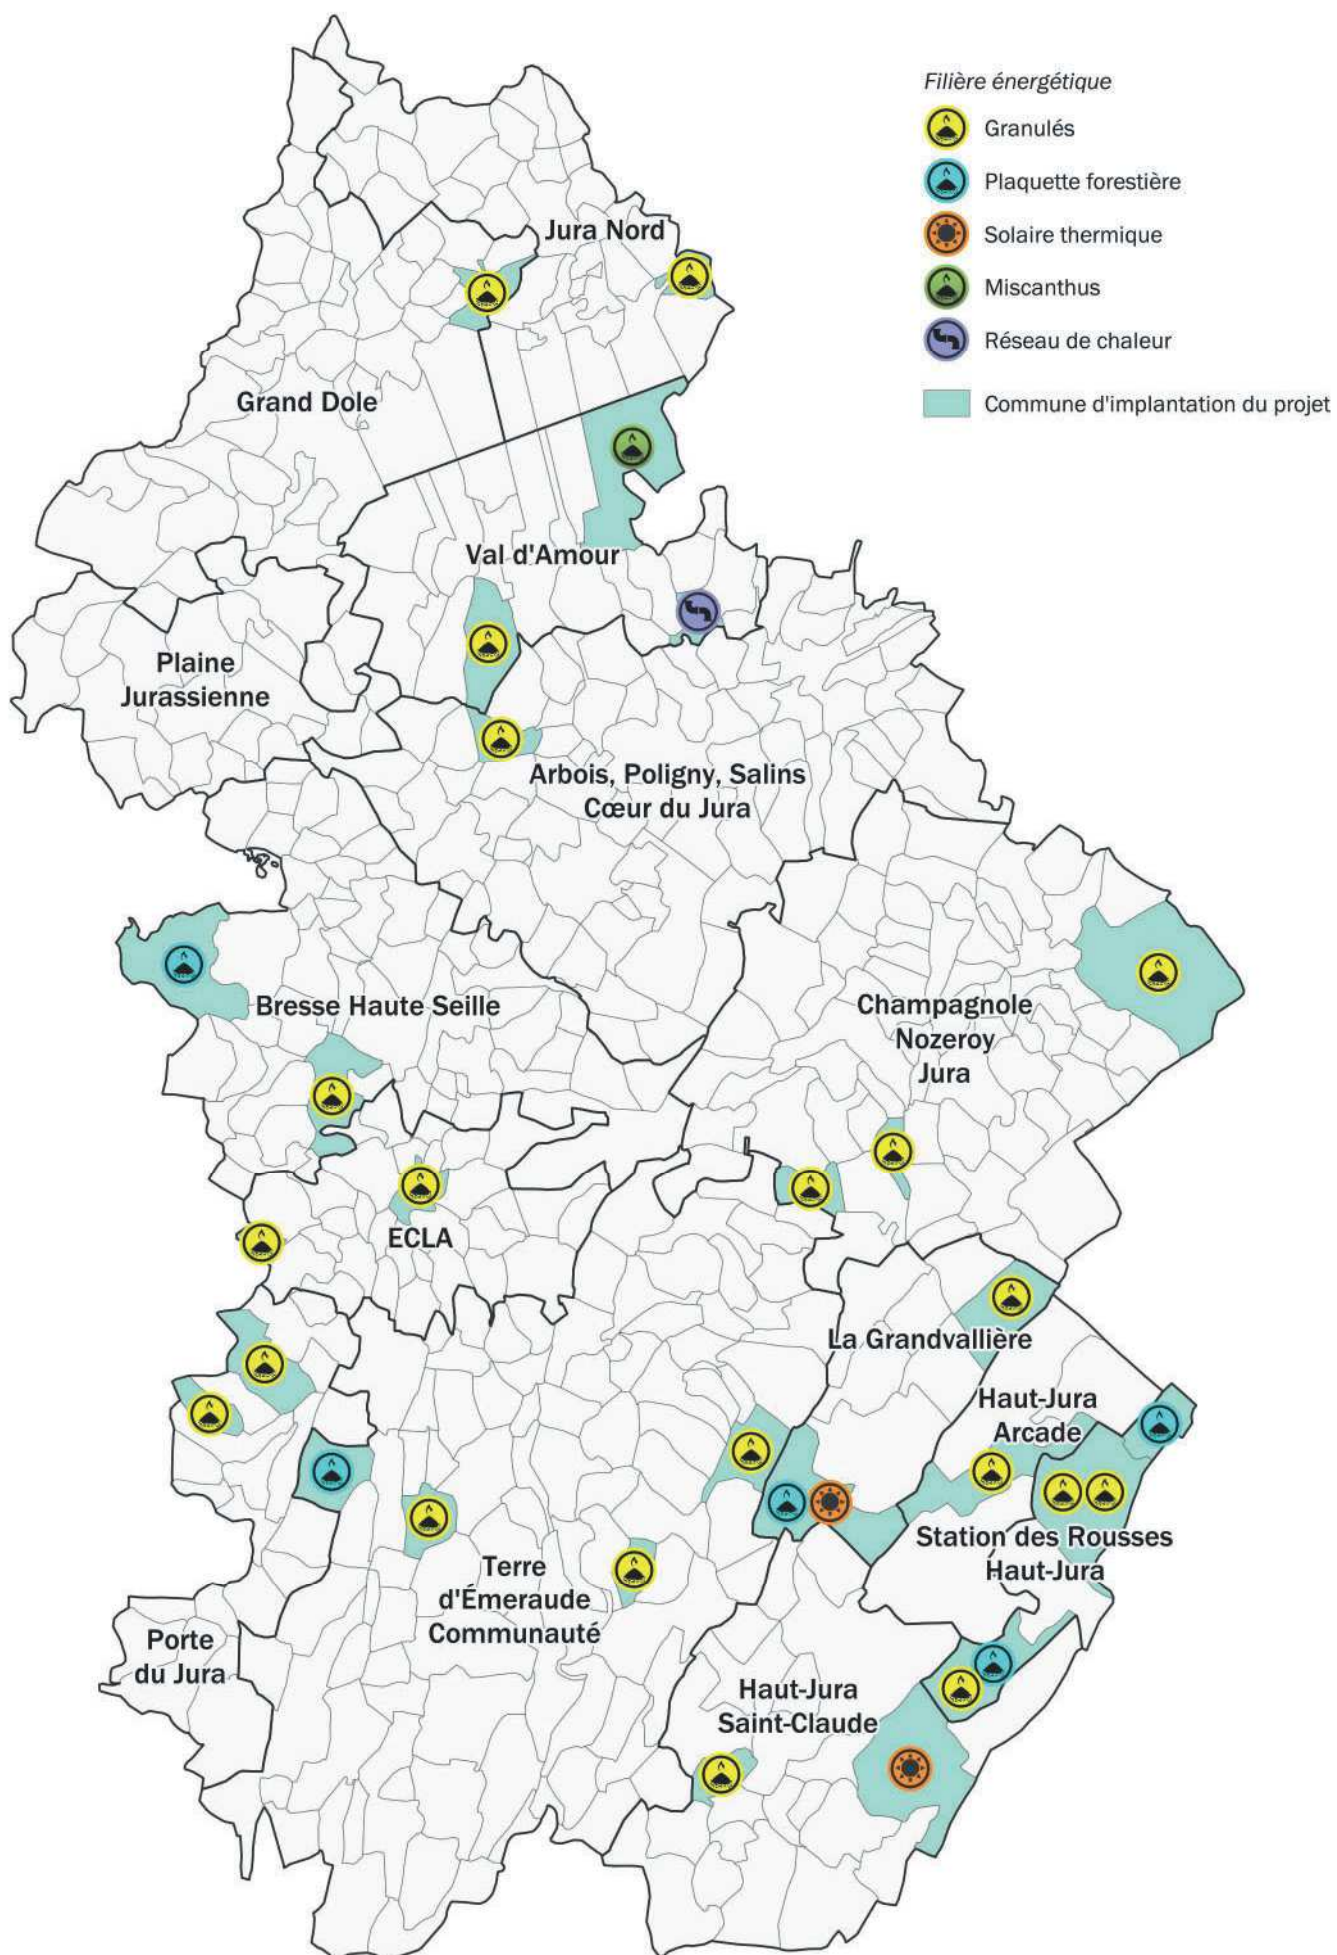 Filière énergétique
Granulés
Plaquette forestière
Solaire thermique
Miscanthus
Réseau de chaleur
Commune d'implantation du projet
Jura Nord
Grand Dole
Val d'Amour
Plaine
Jurassienne
Arbois, Poligny, Salins
Cœur du Jura
Bresse Haute Seille
Champagnole
Nozeroy
Jura
ECLA
La Grandvallière
Haut-Jura
Arcade
Station des Rousses
Haut-Jura
Terre
d'Émeraude
Communauté
Porte
du Jura
Haut-Jura
Saint-Claude